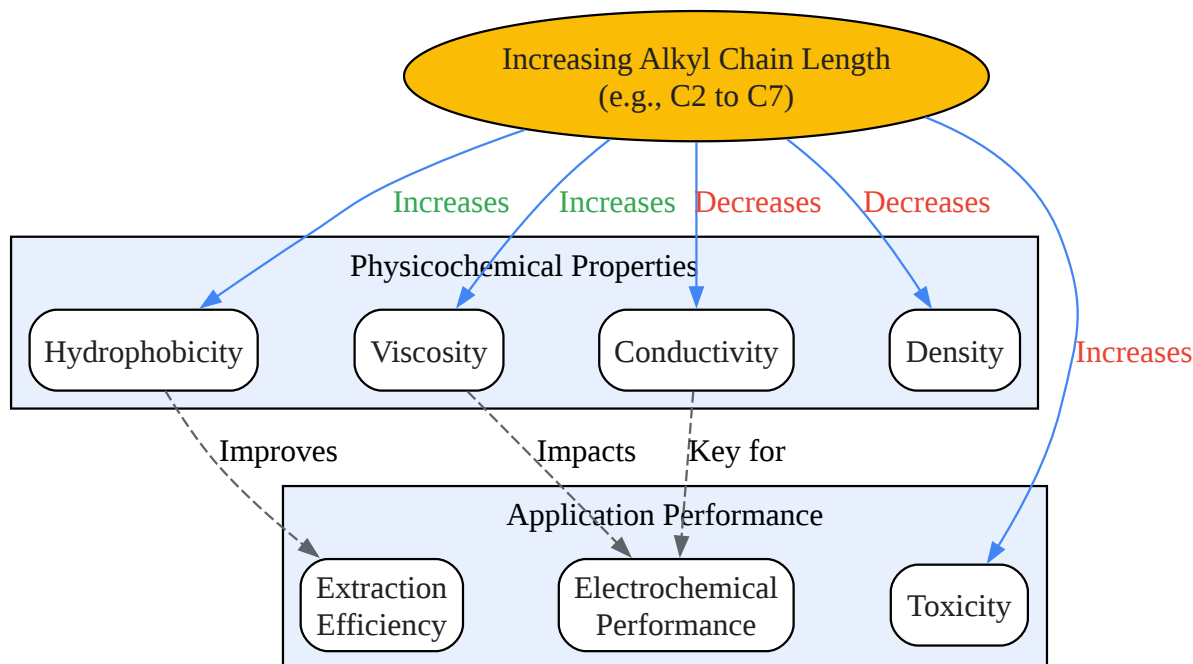 Increasing Alkyl Chain Length
(e.g., C2 to C7)
Increases
Increases
Decreases
Decreases
Physicochemical Properties
Hydrophobicity
Viscosity
Conductivity
Density
Increases
Improves
Impacts
Key for
Application Performance
Extraction
Efficiency
Electrochemical
Performance
Toxicity